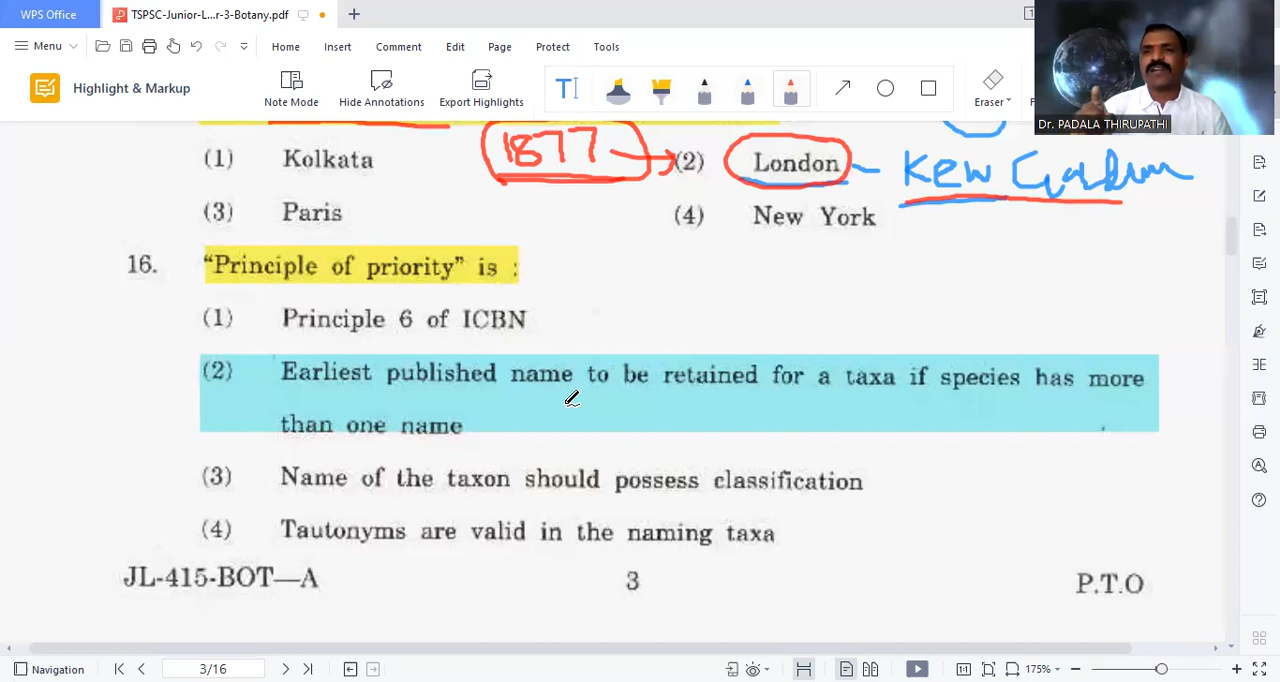 WPS Office
TSPSC-Junior-L...r-3-Botany.pdf
Menu
Home
Insert
Comment
Edit
Page
Protect
Tools
Highlight & Markup
Note Mode
Hide Annotations
Export Highlights
Eraser
Dr. PADALA THIRUPATHI
(1) Kolkata
1877
(2) London
Kew Garden
(3) Paris
(4) New York
16. "Principle of priority" is :
(1) Principle 6 of ICBN
(2) Earliest published name to be retained for a taxa if species has more
than one name
(3) Name of the taxon should possess classification
(4) Tautonyms are valid in the naming taxa
JL-415-BOT—A
3
P.T.O
Navigation
3/16
175%